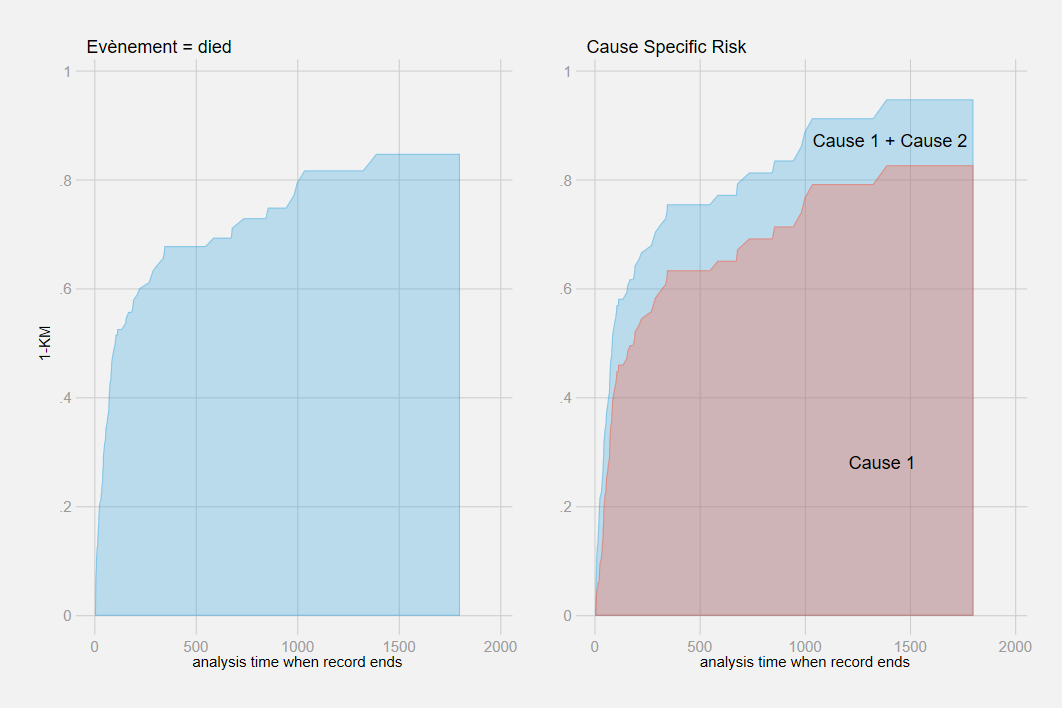 Evènement = died
1
.8
.6
.4
.2
0
1-KM
0 500 1000 1500 2000
analysis time when record ends
Cause Specific Risk
1
.8
.6
.4
.2
0
Cause 1 + Cause 2
Cause 1
0 500 1000 1500 2000
analysis time when record ends